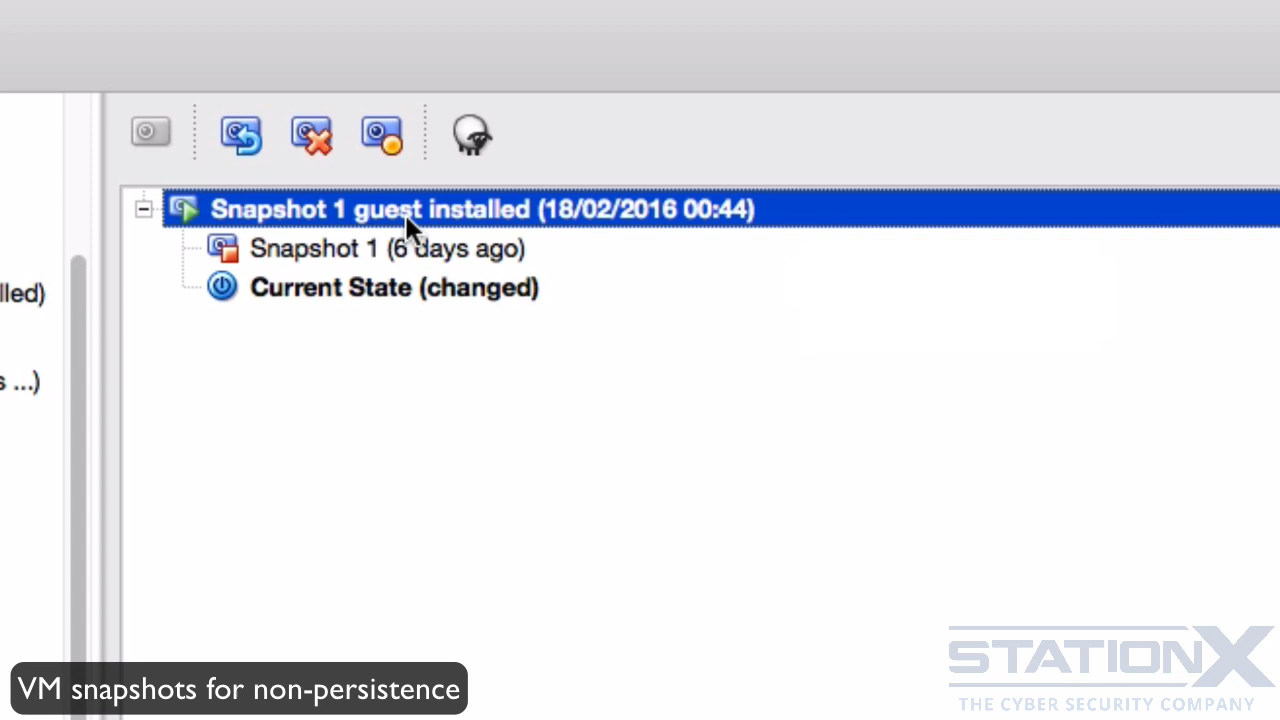 Snapshot 1 guest installed (18/02/2016 00:44)
Snapshot 1 (6 days ago)
lled)
Current State (changed)
s ...)
VM snapshots for non-persistence
STATIONX
THE CYBER SECURITY COMPANY